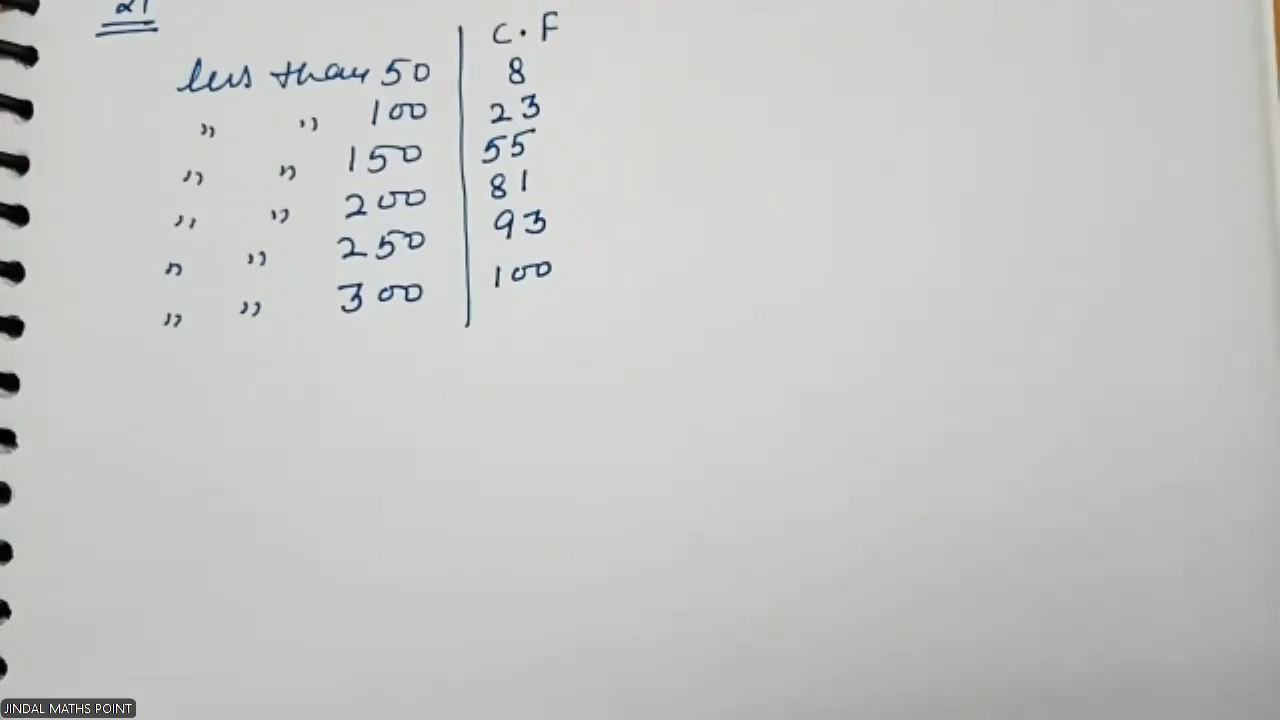 21
C.F
less than 50 8
" " 100 23
" " 150 55
" " 200 81
" " 250 93
" " 300 100
JINDAL MATHS POINT